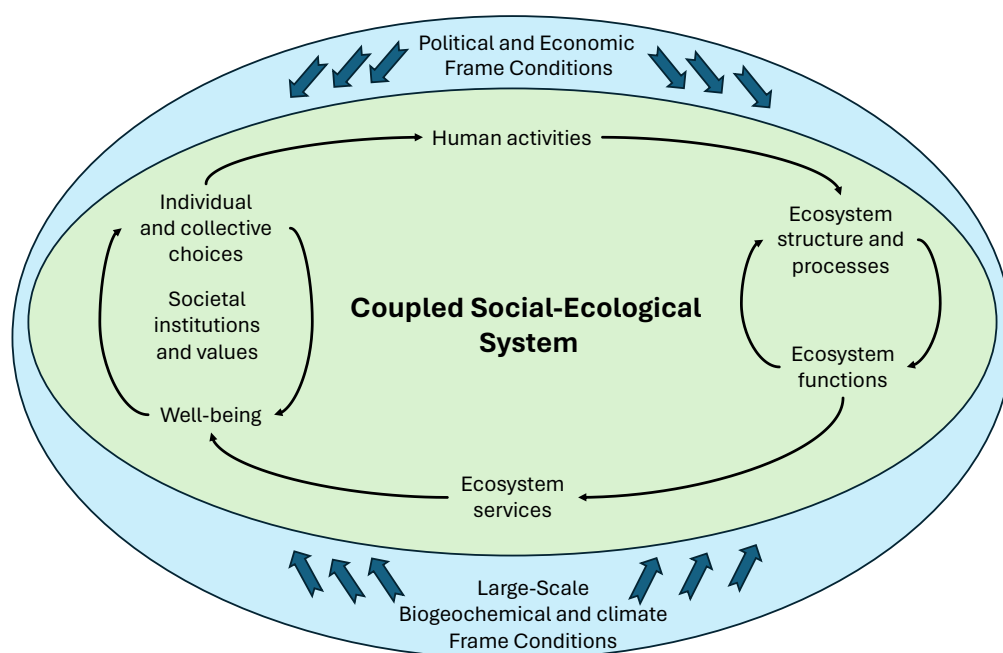 Political and Economic
Frame Conditions
Human activities
Individual
and collective
choices
Ecosystem
structure and
processes
Societal
institutions
and values
Coupled Social-Ecological
System
Ecosystem
functions
Well-being
Ecosystem
services
Large-Scale
Biogeochemical and climate
Frame Conditions